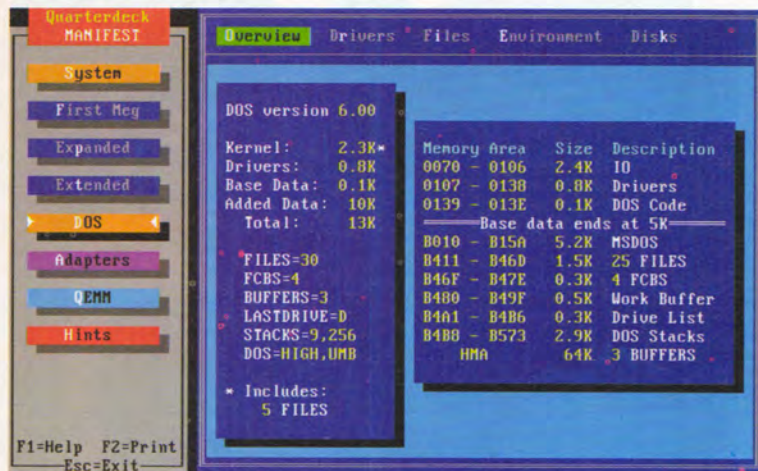 Quarterdeck
MANIFEST
System
First Meg
Expanded
Extended
DOS
Adapters
QEMM
Hints
F1=Help F2=Print
Esc=Exit
Overview Drivers Files Environment Disks
DOS version 6.00
Kernel: 2.3K*
Drivers: 0.8K
Base Data: 0.1K
Added Data: 10K
Total: 13K
FILES=30
FCBS=4
BUFFERS=3
LASTDRIVE=D
STACKS=9,256
DOS=HIGH,UMB
* Includes:
5 FILES
Memory Area Size Description
0070 - 0106 2.4K IO
0107 - 0138 0.8K Drivers
0139 - 013E 0.1K DOS Code
Base data ends at 5K
B010 - B15A 5.2K MSDOS
B411 - B46D 1.5K 25 FILES
B46F - B47E 0.3K 4 FCBS
B480 - B49F 0.5K Work Buffer
B4A1 - B4B6 0.3K Drive List
B4B8 - B573 2.9K DOS Stacks
HMA 64K 3 BUFFERS